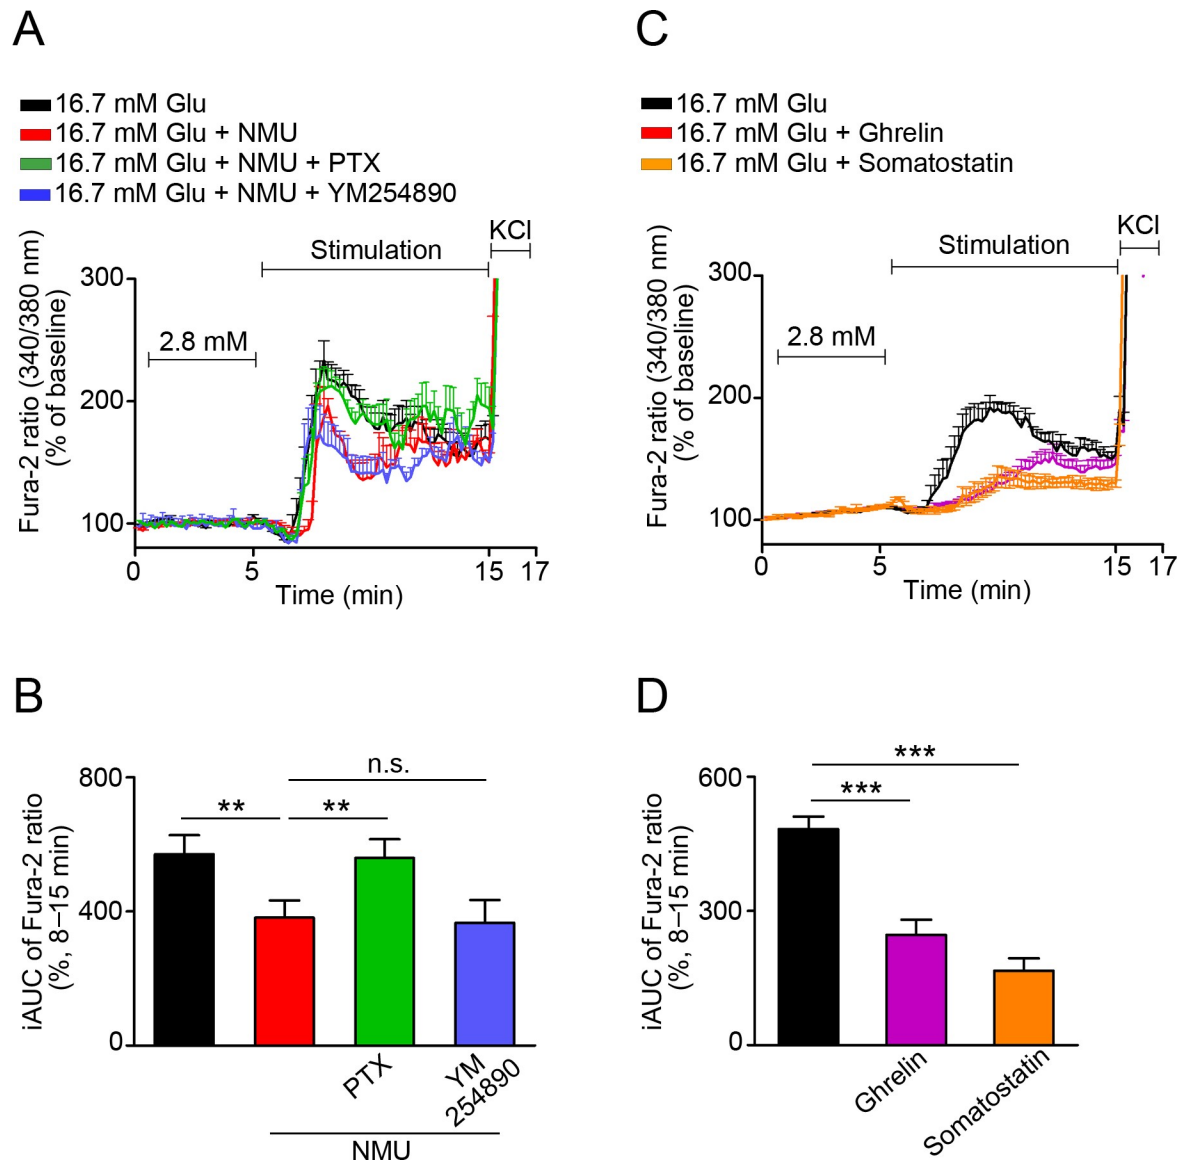 A
16.7 mM Glu
16.7 mM Glu + NMU
16.7 mM Glu + NMU + PTX
16.7 mM Glu + NMU + YM254890
Fura-2 ratio (340/380 nm)
(% of baseline)
KCl
Stimulation
2.8 mM
300
200
100
0
5
15
17
Time (min)
C
16.7 mM Glu
16.7 mM Glu + Ghrelin
16.7 mM Glu + Somatostatin
Fura-2 ratio (340/380 nm)
(% of baseline)
KCl
Stimulation
2.8 mM
300
200
100
0
5
15
17
Time (min)
B
iAUC of Fura-2 ratio
(%, 8–15 min)
800
400
0
n.s.
**
**
PTX
YM
254890
NMU
D
iAUC of Fura-2 ratio
(%, 8–15 min)
600
300
0
***
***
Ghrelin
Somatostatin